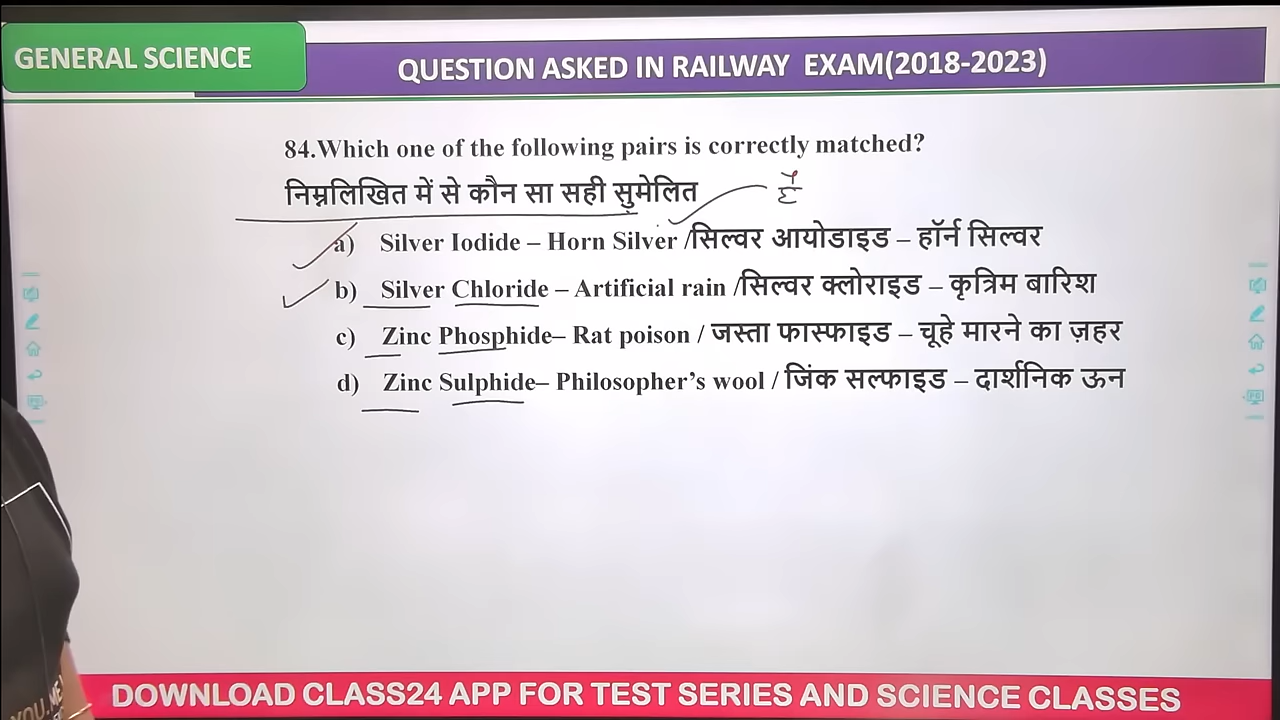 GENERAL SCIENCE
QUESTION ASKED IN RAILWAY EXAM(2018-2023)
84.Which one of the following pairs is correctly matched?
निम्नलिखित में से कौन सा सही सुमेलित
हैं
a) Silver Iodide – Horn Silver /सिल्वर आयोडाइड – हॉर्न सिल्वर
b) Silver Chloride – Artificial rain /सिल्वर क्लोराइड – कृत्रिम बारिश
c) Zinc Phosphide– Rat poison / जस्ता फास्फाइड – चूहे मारने का ज़हर
d) Zinc Sulphide– Philosopher’s wool / जिंक सल्फाइड – दार्शनिक ऊन
DOWNLOAD CLASS24 APP FOR TEST SERIES AND SCIENCE CLASSES